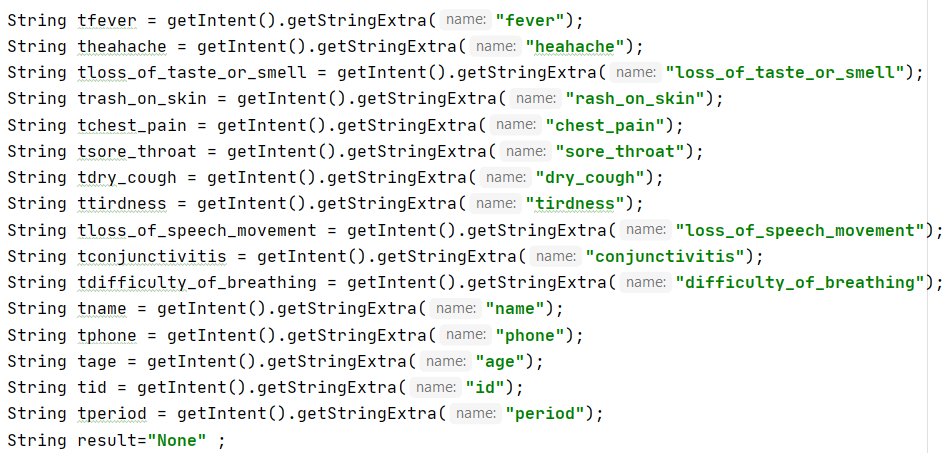 String tfever = getIntent().getStringExtra( name: "fever");
String theahache = getIntent().getStringExtra( name: "heahache");
String tloss_of_taste_or_smell = getIntent().getStringExtra( name: "loss_of_taste_or_smell");
String trash_on_skin = getIntent().getStringExtra( name: "rash_on_skin");
String tchest_pain = getIntent().getStringExtra( name: "chest_pain");
String tsore_throat = getIntent().getStringExtra( name: "sore_throat");
String tdry_cough = getIntent().getStringExtra( name: "dry_cough");
String ttirdness = getIntent().getStringExtra( name: "tirdness");
String tloss_of_speech_movement = getIntent().getStringExtra( name: "loss_of_speech_movement");
String tconjunctivitis = getIntent().getStringExtra( name: "conjunctivitis");
String tdifficulty_of_breathing = getIntent().getStringExtra( name: "difficulty_of_breathing");
String tname = getIntent().getStringExtra( name: "name");
String tphone = getIntent().getStringExtra( name: "phone");
String tage = getIntent().getStringExtra( name: "age");
String tid = getIntent().getStringExtra( name: "id");
String tperiod = getIntent().getStringExtra( name: "period");
String result="None" ;